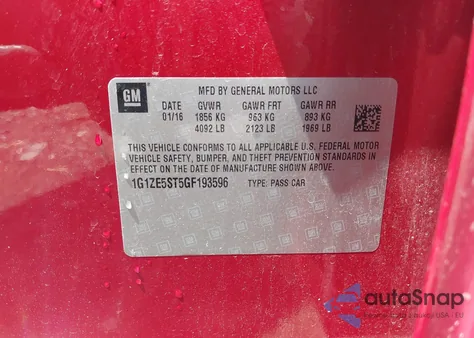 GM
MFD BY GENERAL MOTORS LLC
01/16 GVWR GAWR FRT GAWR RR
1856 KG 963 KG 893 KG
4092 LB 2123 LB 1969 LB
THIS VEHICLE CONFORMS TO ALL APPLICABLE U.S. FEDERAL MOTOR
VEHICLE SAFETY, BUMPER, AND THEFT PREVENTION STANDARDS IN
EFFECT ON THE DATE OF MANUFACTURE SHOWN ABOVE.
1G1ZE5ST5GF193596 TYPE: PASS CAR
autoSnap
USA - EU